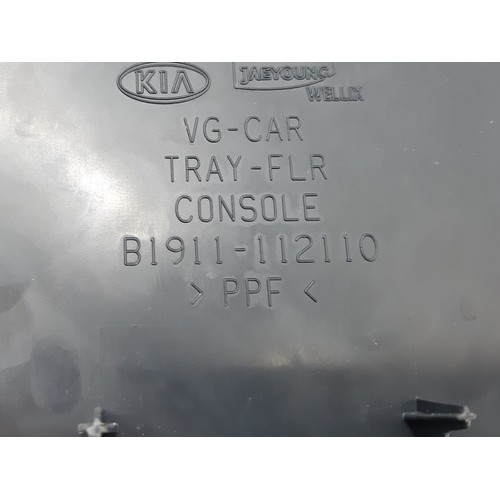 KIA JAEYOUNG
WELLIX
VG-CAR
TRAY-FLR
CONSOLE
B1911-112110
> PPF <